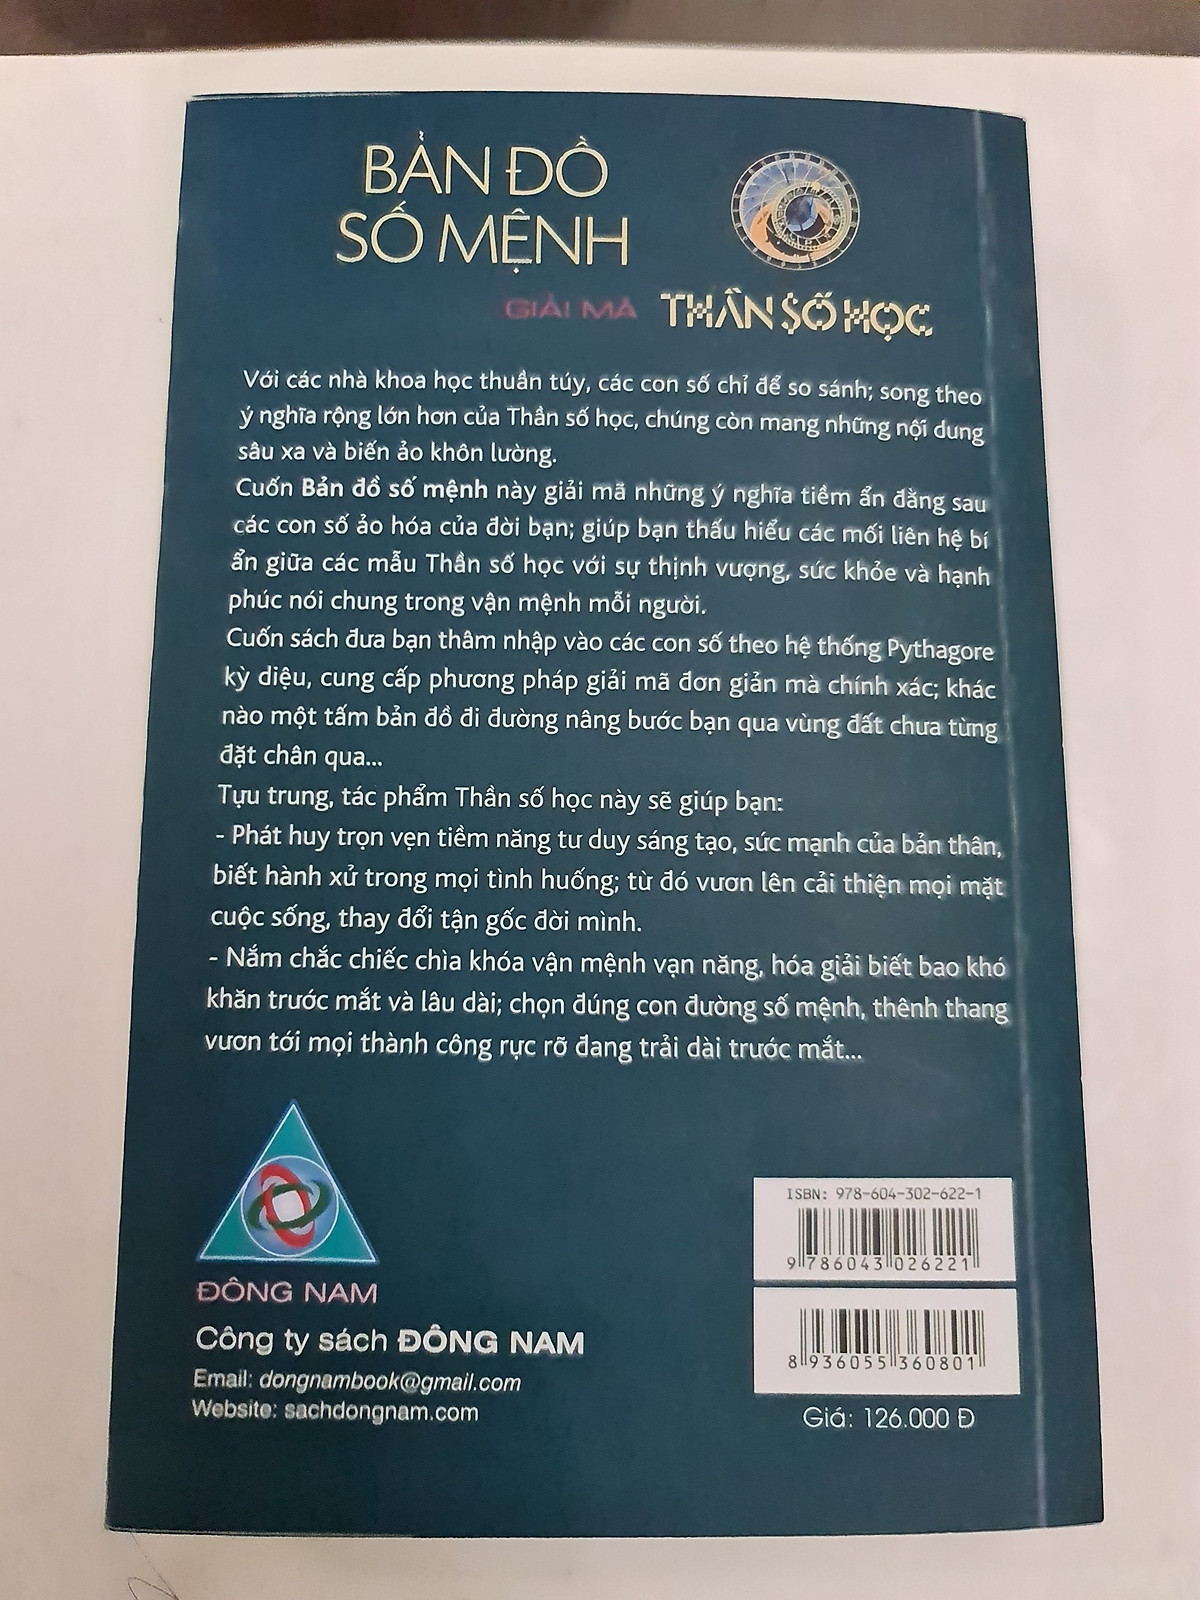 BẢN ĐỒ
SỐ MỆNH
GIẢI MÃ THẦN SỐ HỌC
Với các nhà khoa học thuần túy, các con số chỉ để so sánh; song theo
ý nghĩa rộng lớn hơn của Thần số học, chúng còn mang những nội dung
sâu xa và biến ảo khôn lường.
Cuốn Bản đồ số mệnh này giải mã những ý nghĩa tiềm ẩn đằng sau
các con số ảo hóa của đời bạn; giúp bạn thấu hiểu các mối liên hệ bí
ẩn giữa các mẫu Thần số học với sự thịnh vượng, sức khỏe và hạnh
phúc nói chung trong vận mệnh mỗi người.
Cuốn sách đưa bạn thâm nhập vào các con số theo hệ thống Pythagore
kỳ diệu, cung cấp phương pháp giải mã đơn giản mà chính xác; khác
nào một tấm bản đồ đi đường nâng bước bạn qua vùng đất chưa từng
đặt chân qua...
Tựu trung, tác phẩm Thần số học này sẽ giúp bạn:
- Phát huy trọn vẹn tiềm năng tư duy sáng tạo, sức mạnh của bản thân,
biết hành xử trong mọi tình huống; từ đó vươn lên cải thiện mọi mặt
cuộc sống, thay đổi tận gốc đời mình.
- Nắm chắc chiếc chìa khóa vận mệnh vạn năng, hóa giải biết bao khó
khăn trước mắt và lâu dài; chọn đúng con đường số mệnh, thênh thang
vươn tới mọi thành công rực rỡ đang trải dài trước mắt...
ĐÔNG NAM
Công ty sách ĐÔNG NAM
Email: dongnambook@gmail.com
Website: sachdongnam.com
ISBN: 978-604-302-622-1
9 786043 026221
8 936055 360801
Giá: 126.000 Đ